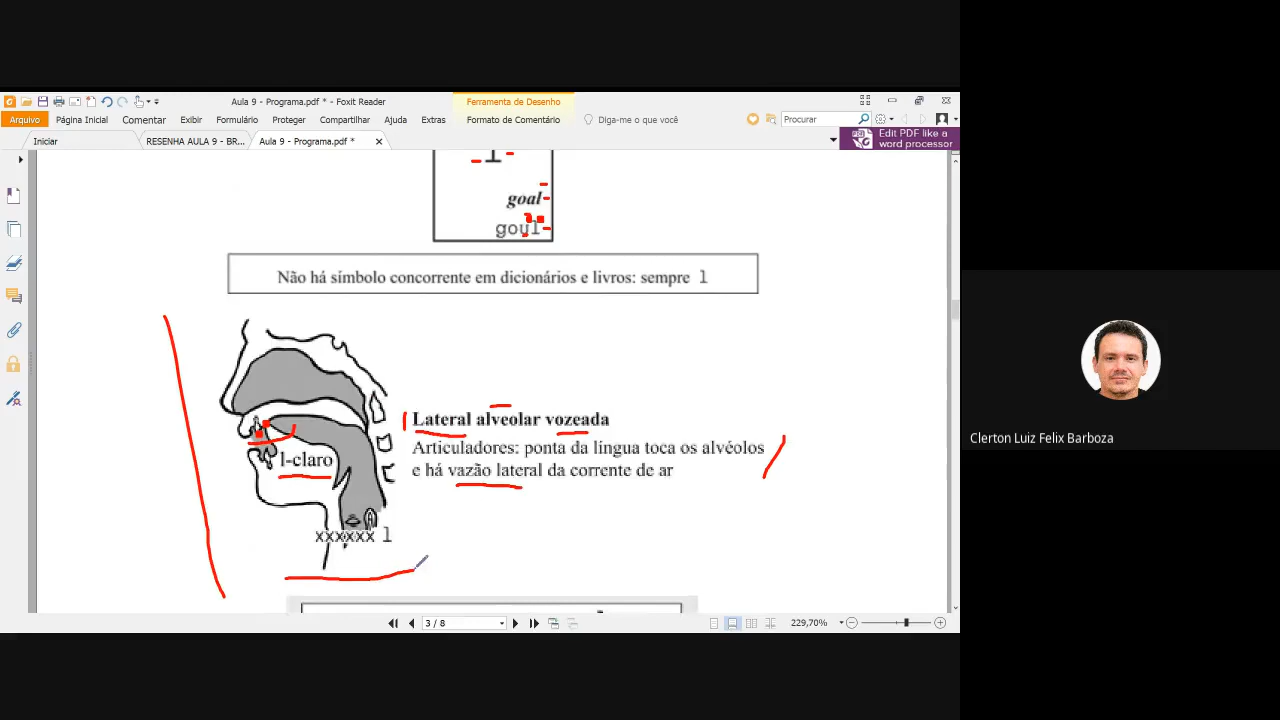 Aula 9 - Programa.pdf * - Foxit Reader
Ferramenta de Desenho
Arquivo Página Inicial Comentar Exibir Formulário Proteger Compartilhar Ajuda Extras Formato de Comentário Diga-me o que você Procurar
Iniciar RESENHA AULA 9 - BR... Aula 9 - Programa.pdf * Edit PDF like a
word processor
l
goal
goʊl
Não há símbolo concorrente em dicionários e livros: sempre l
Lateral alveolar vozeada
Articuladores: ponta da língua toca os alvéolos
e há vazão lateral da corrente de ar
l-claro
xxxxxx l
3 / 8
229,70%
Clerton Luiz Felix Barboza